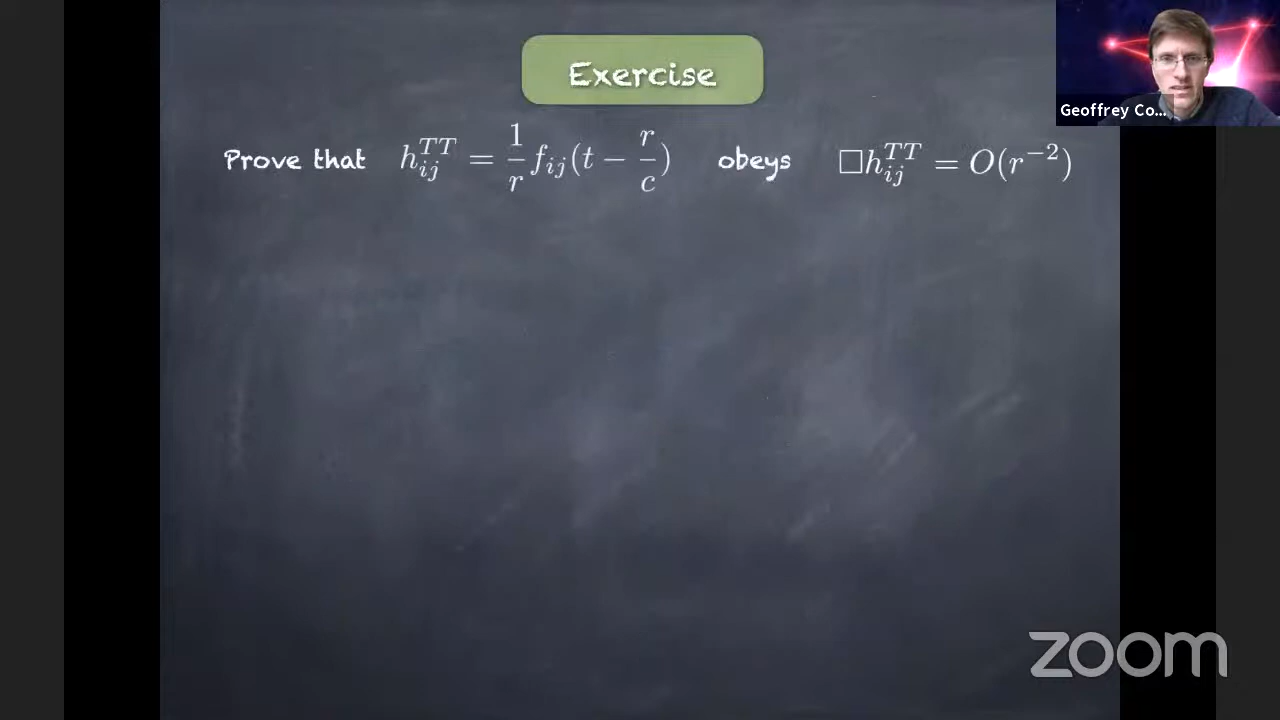 Exercise
Geoffrey Co...
Prove that $h_{ij}^{TT} = \frac{1}{r} f_{ij}(t - \frac{r}{c})$ obeys $\Box h_{ij}^{TT} = O(r^{-2})$
zoom